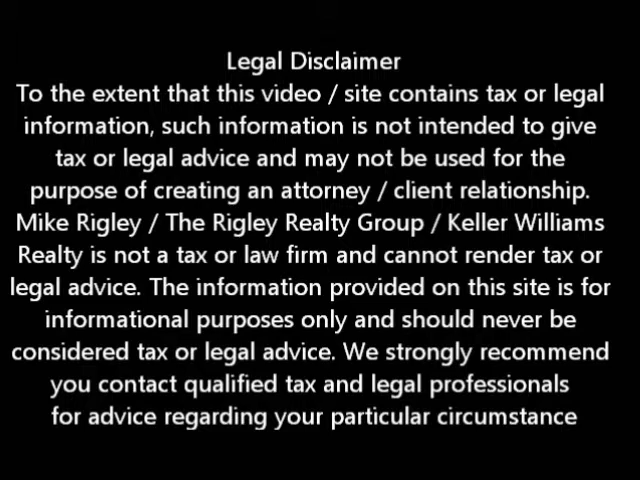 Legal Disclaimer
To the extent that this video / site contains tax or legal
information, such information is not intended to give
tax or legal advice and may not be used for the
purpose of creating an attorney / client relationship.
Mike Rigley / The Rigley Realty Group / Keller Williams
Realty is not a tax or law firm and cannot render tax or
legal advice. The information provided on this site is for
informational purposes only and should never be
considered tax or legal advice. We strongly recommend
you contact qualified tax and legal professionals
for advice regarding your particular circumstance